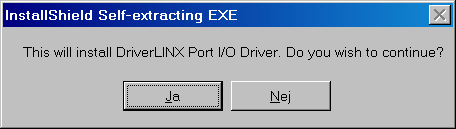 InstallShield Self-extracting EXE
This will install DriverLINX Port I/O Driver. Do you wish to continue?
Ja
Nej